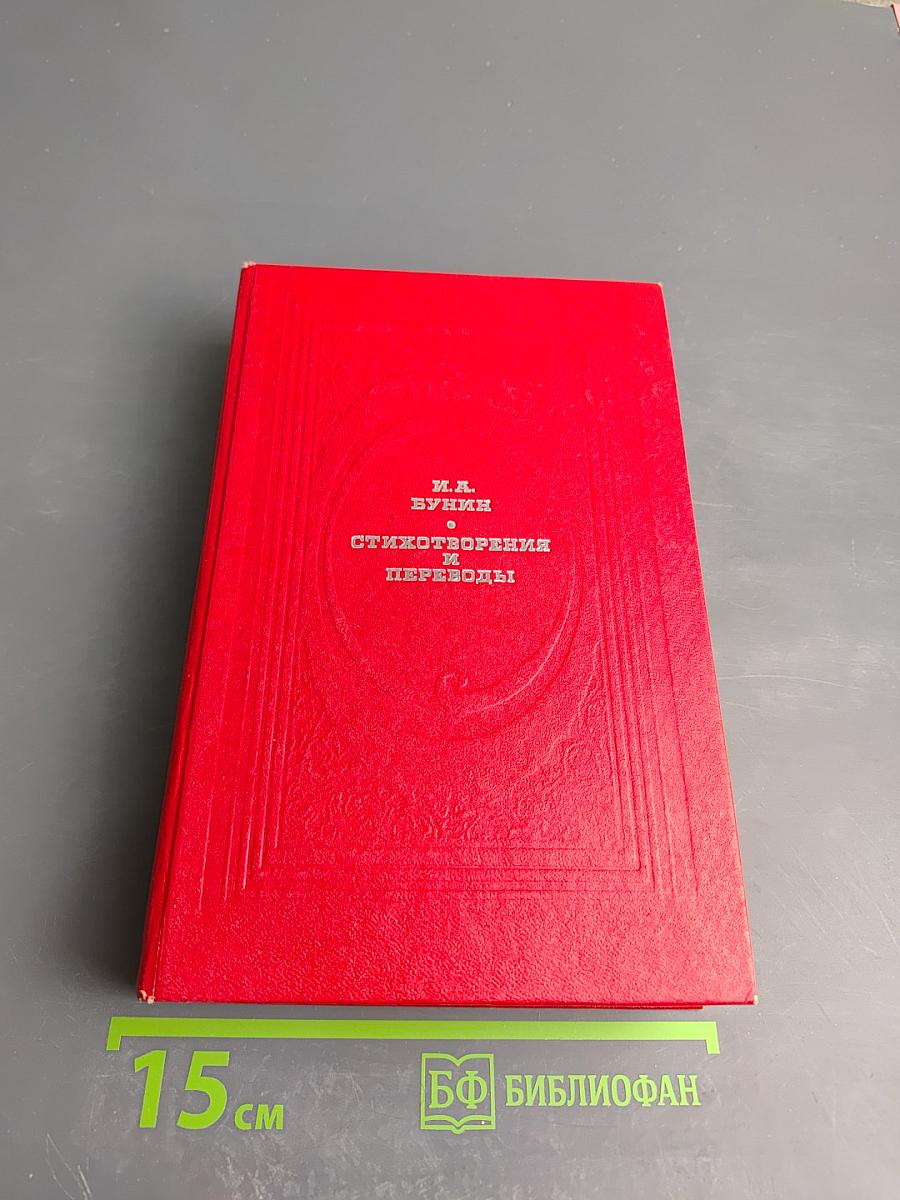 И.А.
БУНИН
•
СТИХОТВОРЕНИЯ
И
ПЕРЕВОДЫ
15 см
БФ БИБЛИОФАН